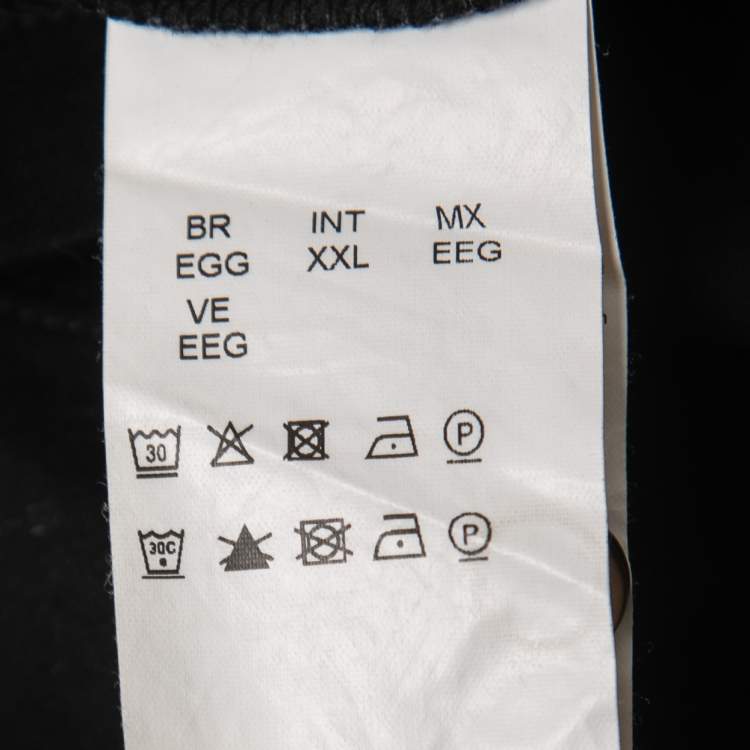 BR INT MX
EGG XXL EEG
VE
EEG
30 P
30C P